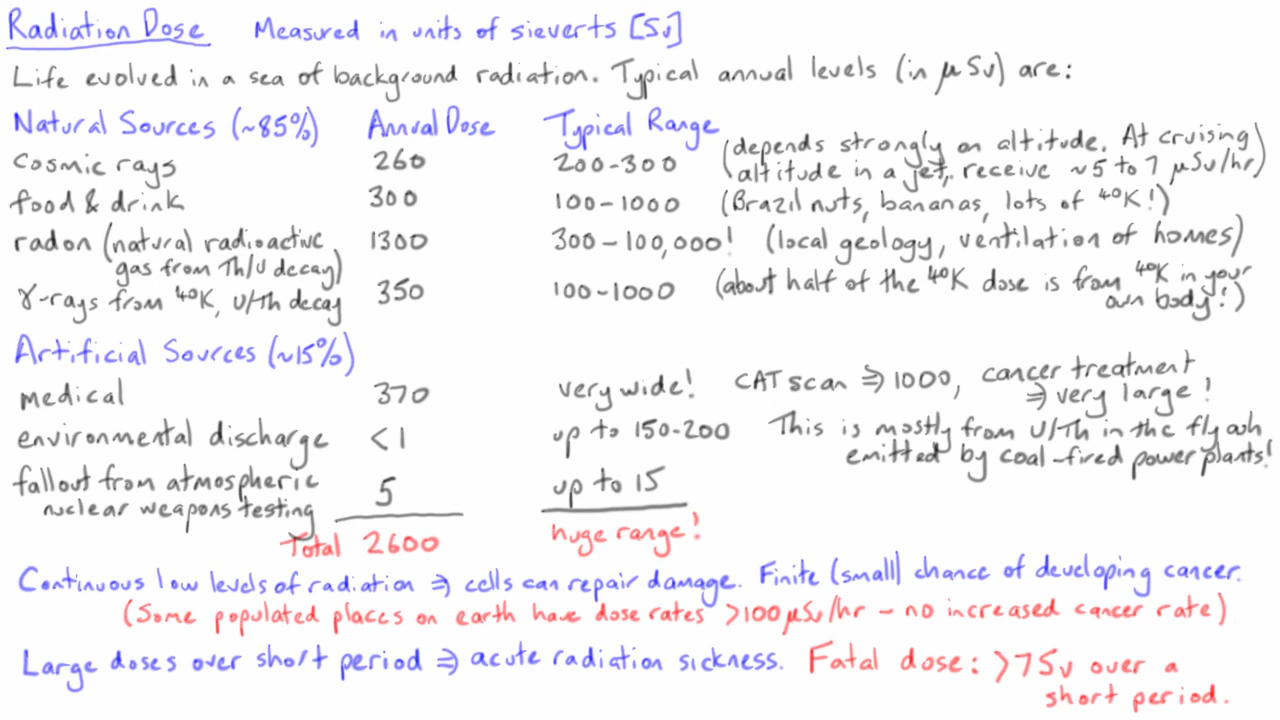 Radiation Dose Measured in units of sieverts [Sv]
Life evolved in a sea of background radiation. Typical annual levels (in μSv) are:
Natural Sources (~85%) Annual Dose Typical Range
cosmic rays 260 200-300 (depends strongly on altitude. At cruising
altitude in a jet, receive ~5 to 7 μSv/hr)
food & drink 300 100-1000 (Brazil nuts, bananas, lots of ⁴⁰K!)
radon (natural radioactive 1300 300-100,000! (local geology, ventilation of homes)
gas from Th/U decay)
γ-rays from ⁴⁰K, U/Th decay 350 100-1000 (about half of the ⁴⁰K dose is from ⁴⁰K in your
own body!)
Artificial Sources (~15%)
medical 370 very wide! CAT scan ⇒ 1000, cancer treatment
⇒ very large!
environmental discharge <1 up to 150-200 This is mostly from U/Th in the fly ash
emitted by coal-fired power plants!
fallout from atmospheric 5 up to 15
nuclear weapons testing
Total 2600 huge range!
Continuous low levels of radiation ⇒ cells can repair damage. Finite (small) chance of developing cancer.
(Some populated places on earth have dose rates >100 μSv/hr - no increased cancer rate)
Large doses over short period ⇒ acute radiation sickness. Fatal dose: >7Sv over a
short period.